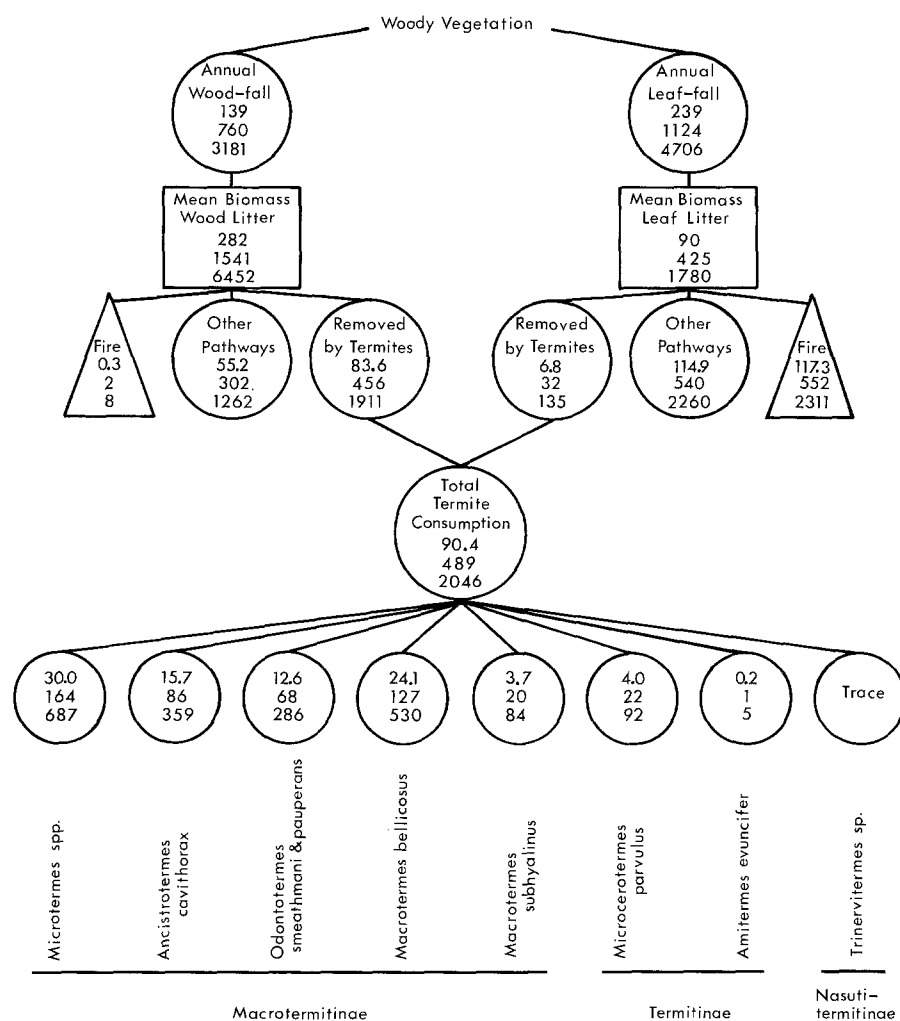 Woody Vegetation
Annual
Wood-fall
139
760
3181
Annual
Leaf-fall
239
1124
4706
Mean Biomass
Wood Litter
282
1541
6452
Mean Biomass
Leaf Litter
90
425
1780
Fire
0.3
2
8
Other
Pathways
55.2
302.
1262
Removed
by Termites
83.6
456
1911
Removed
by Termites
6.8
32
135
Other
Pathways
114.9
540
2260
Fire
117.3
552
2311
Total
Termite
Consumption
90.4
489
2046
30.0
164
687
15.7
86
359
12.6
68
286
24.1
127
530
3.7
20
84
4.0
22
92
0.2
1
5
Trace
Microtermes spp.
Ancistrotermes
cavithorax
Odontotermes
smeathmani & pauperans
Macrotermes bellicosus
Macrotermes
subhyalinus
Microcerotermes
parvulus
Amitermes evuncifer
Trinervitermes sp.
Macrotermitinae
Termitinae
Nasuti-
termitinae